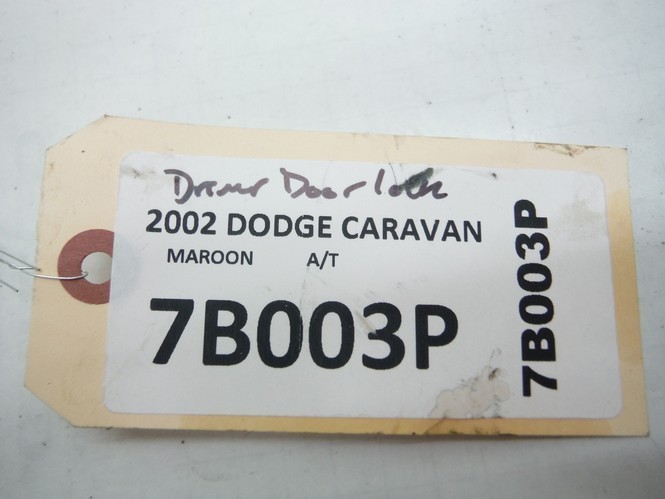 Driver Door lock
2002 DODGE CARAVAN
MAROON A/T
7B003P
7B003P